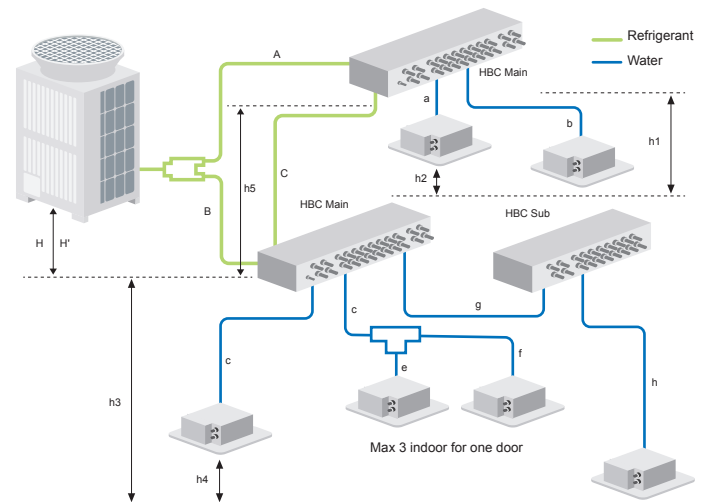 Refrigerant
Water
A
HBC Main
a
b
h1
h5
C
h2
HBC Main
B
HBC Sub
H
H'
g
c
f
e
c
h
h3
Max 3 indoor for one door
h4